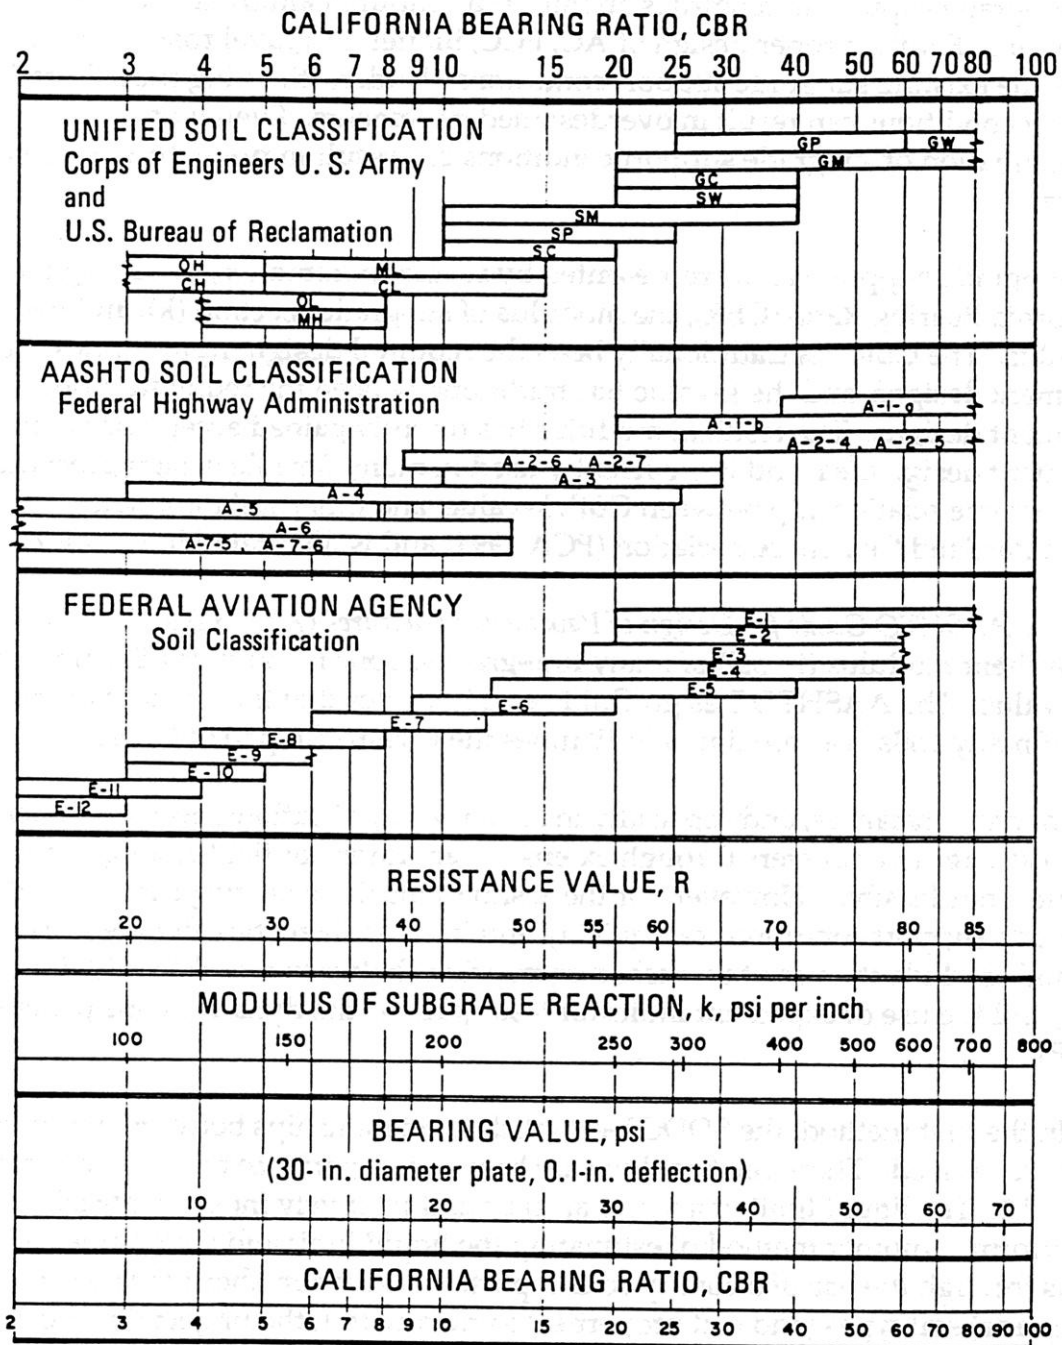 CALIFORNIA BEARING RATIO, CBR
2 3 4 5 6 7 8 9 10 15 20 25 30 40 50 60 70 80 100
UNIFIED SOIL CLASSIFICATION
Corps of Engineers U. S. Army
and
U.S. Bureau of Reclamation
GP GW
GM
GC
SW
SM
SP
SC
OH ML
CH CL
OL
MH
AASHTO SOIL CLASSIFICATION
Federal Highway Administration
A-1-a
A-1-b
A-2-4, A-2-5
A-2-6, A-2-7
A-3
A-4
A-5
A-6
A-7-5, A-7-6
FEDERAL AVIATION AGENCY
Soil Classification
E-1
E-2
E-3
E-4
E-5
E-6
E-7
E-8
E-9
E-10
E-11
E-12
RESISTANCE VALUE, R
20 30 40 50 55 60 70 80 85
MODULUS OF SUBGRADE REACTION, k, psi per inch
100 150 200 250 300 400 500 600 700 800
BEARING VALUE, psi
(30- in. diameter plate, 0.1-in. deflection)
10 20 30 40 50 60 70
CALIFORNIA BEARING RATIO, CBR
2 3 4 5 6 7 8 9 10 15 20 25 30 40 50 60 70 80 90 100